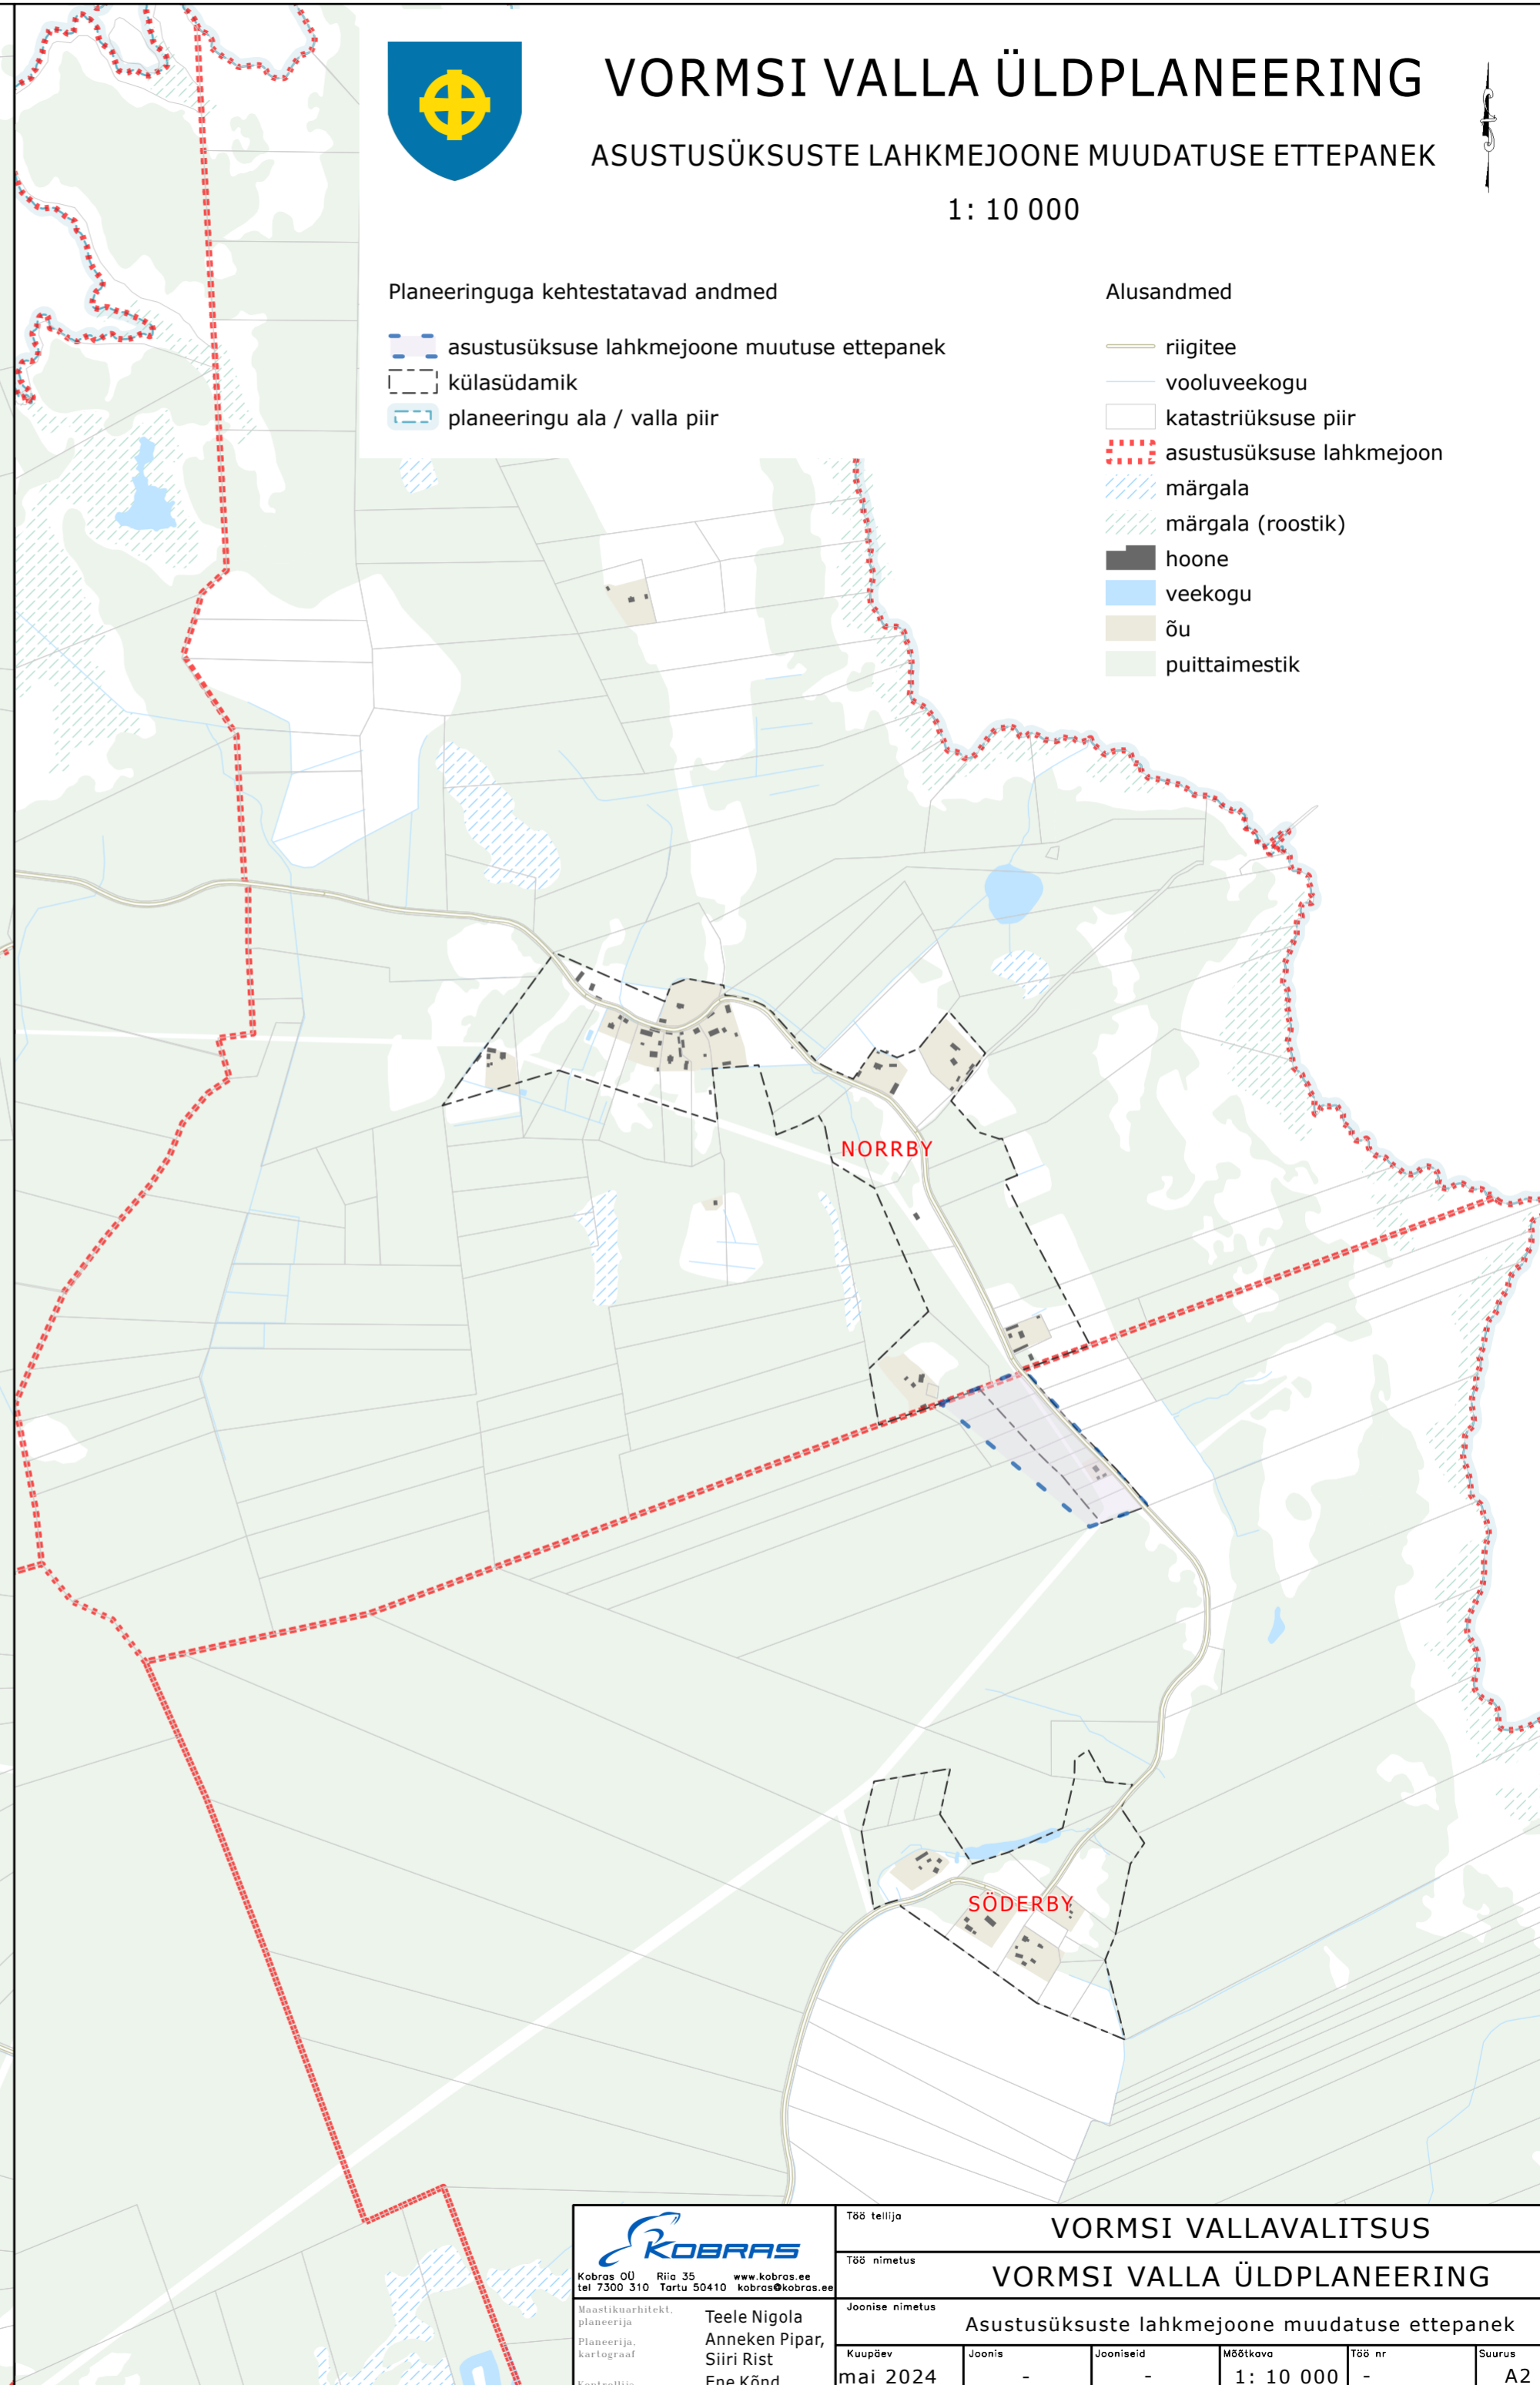 VORMSI VALLA ÜLDPLANEERING
ASUSTUSÜKSUSTE LAHKMEJOONE MUUDATUSE ETTEPANEK
1: 10 000
Planeeringuga kehtestatavad andmed
asustusüksuse lahkmejoone muutuse ettepanek
külasüdamik
planeeringu ala / valla piir
Alusandmed
riigitee
vooluveekogu
katastriüksuse piir
asustusüksuse lahkmejoon
märgala
märgala (roostik)
hoone
veekogu
õu
puittaimestik
NORRBY
SÖDERBY
KOBRAS
Kobras OÜ Riia 35 www.kobras.ee
tel 7300 310 Tartu 50410 kobras@kobras.ee
Maastikuarhitekt,
planeerija
Teele Nigola
Planeerija,
kartograaf
Anneken Pipar,
Siiri Rist
Kontrollija
Ene Kõnd
Töö tellija
VORMSI VALLAVALITSUS
Töö nimetus
VORMSI VALLA ÜLDPLANEERING
Joonise nimetus
Asustusüksuste lahkmejoone muudatuse ettepanek
Kuupäev
mai 2024
Joonis
-
Jooniseid
-
Mõõtkava
1: 10 000
Töö nr
-
Suurus
A2